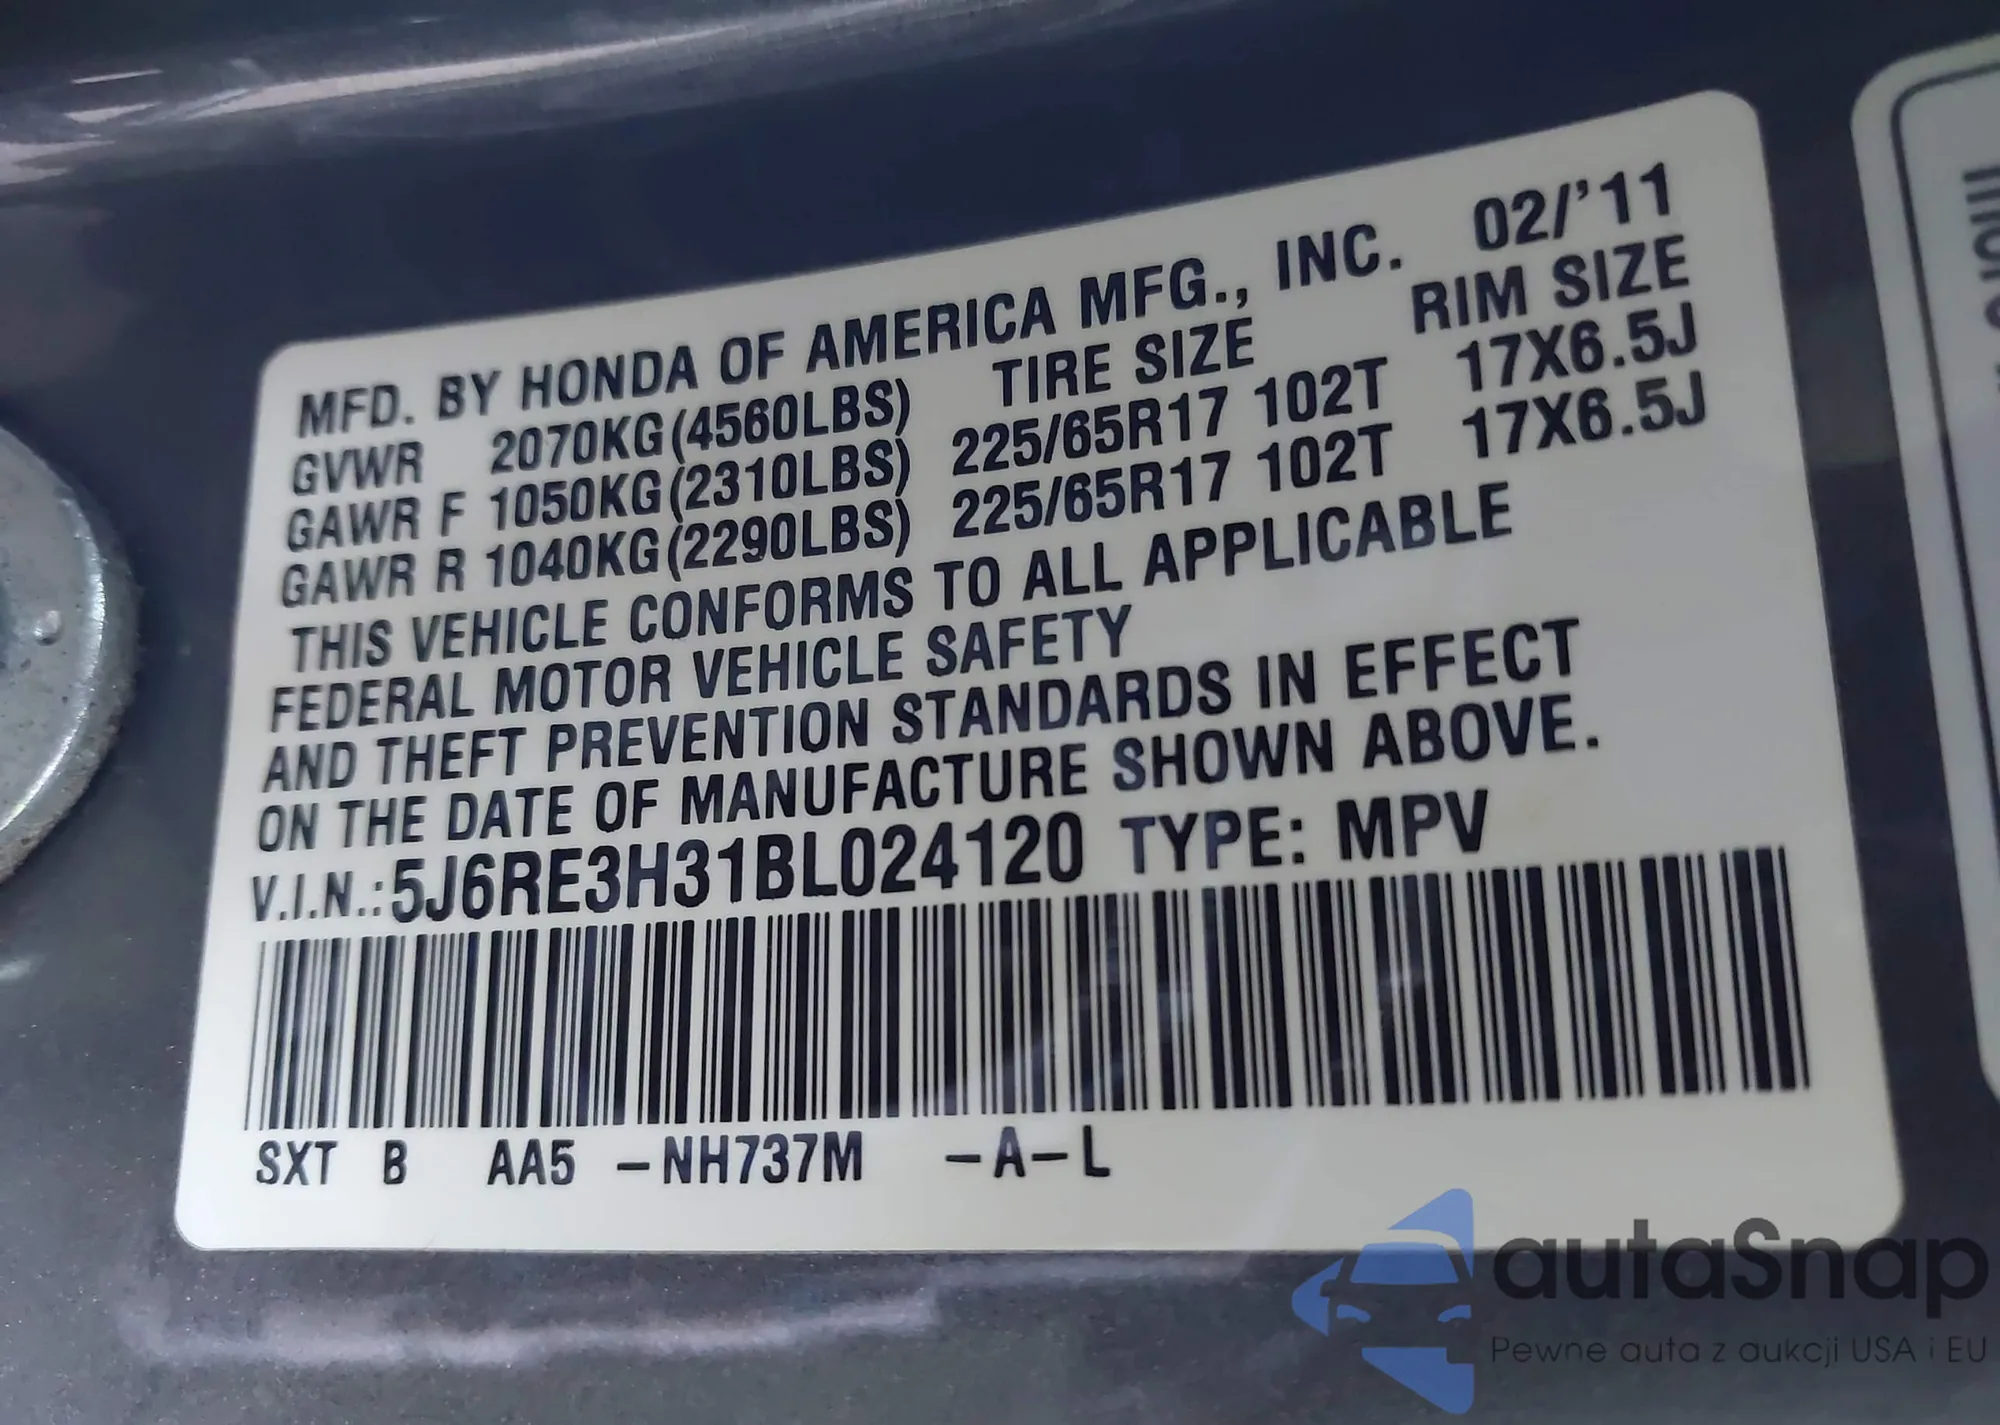 MFD. BY HONDA OF AMERICA MFG., INC. 02/'11
GVWR 2070KG(4560LBS) TIRE SIZE RIM SIZE
GAWR F 1050KG(2310LBS) 225/65R17 102T 17X6.5J
GAWR R 1040KG(2290LBS) 225/65R17 102T 17X6.5J
THIS VEHICLE CONFORMS TO ALL APPLICABLE
FEDERAL MOTOR VEHICLE SAFETY
AND THEFT PREVENTION STANDARDS IN EFFECT
ON THE DATE OF MANUFACTURE SHOWN ABOVE.
V.I.N.:5J6RE3H31BL024120 TYPE: MPV
SXT B AA5 -NH737M -A-L
autaSnap
Pewne auta z aukcji USA i EU